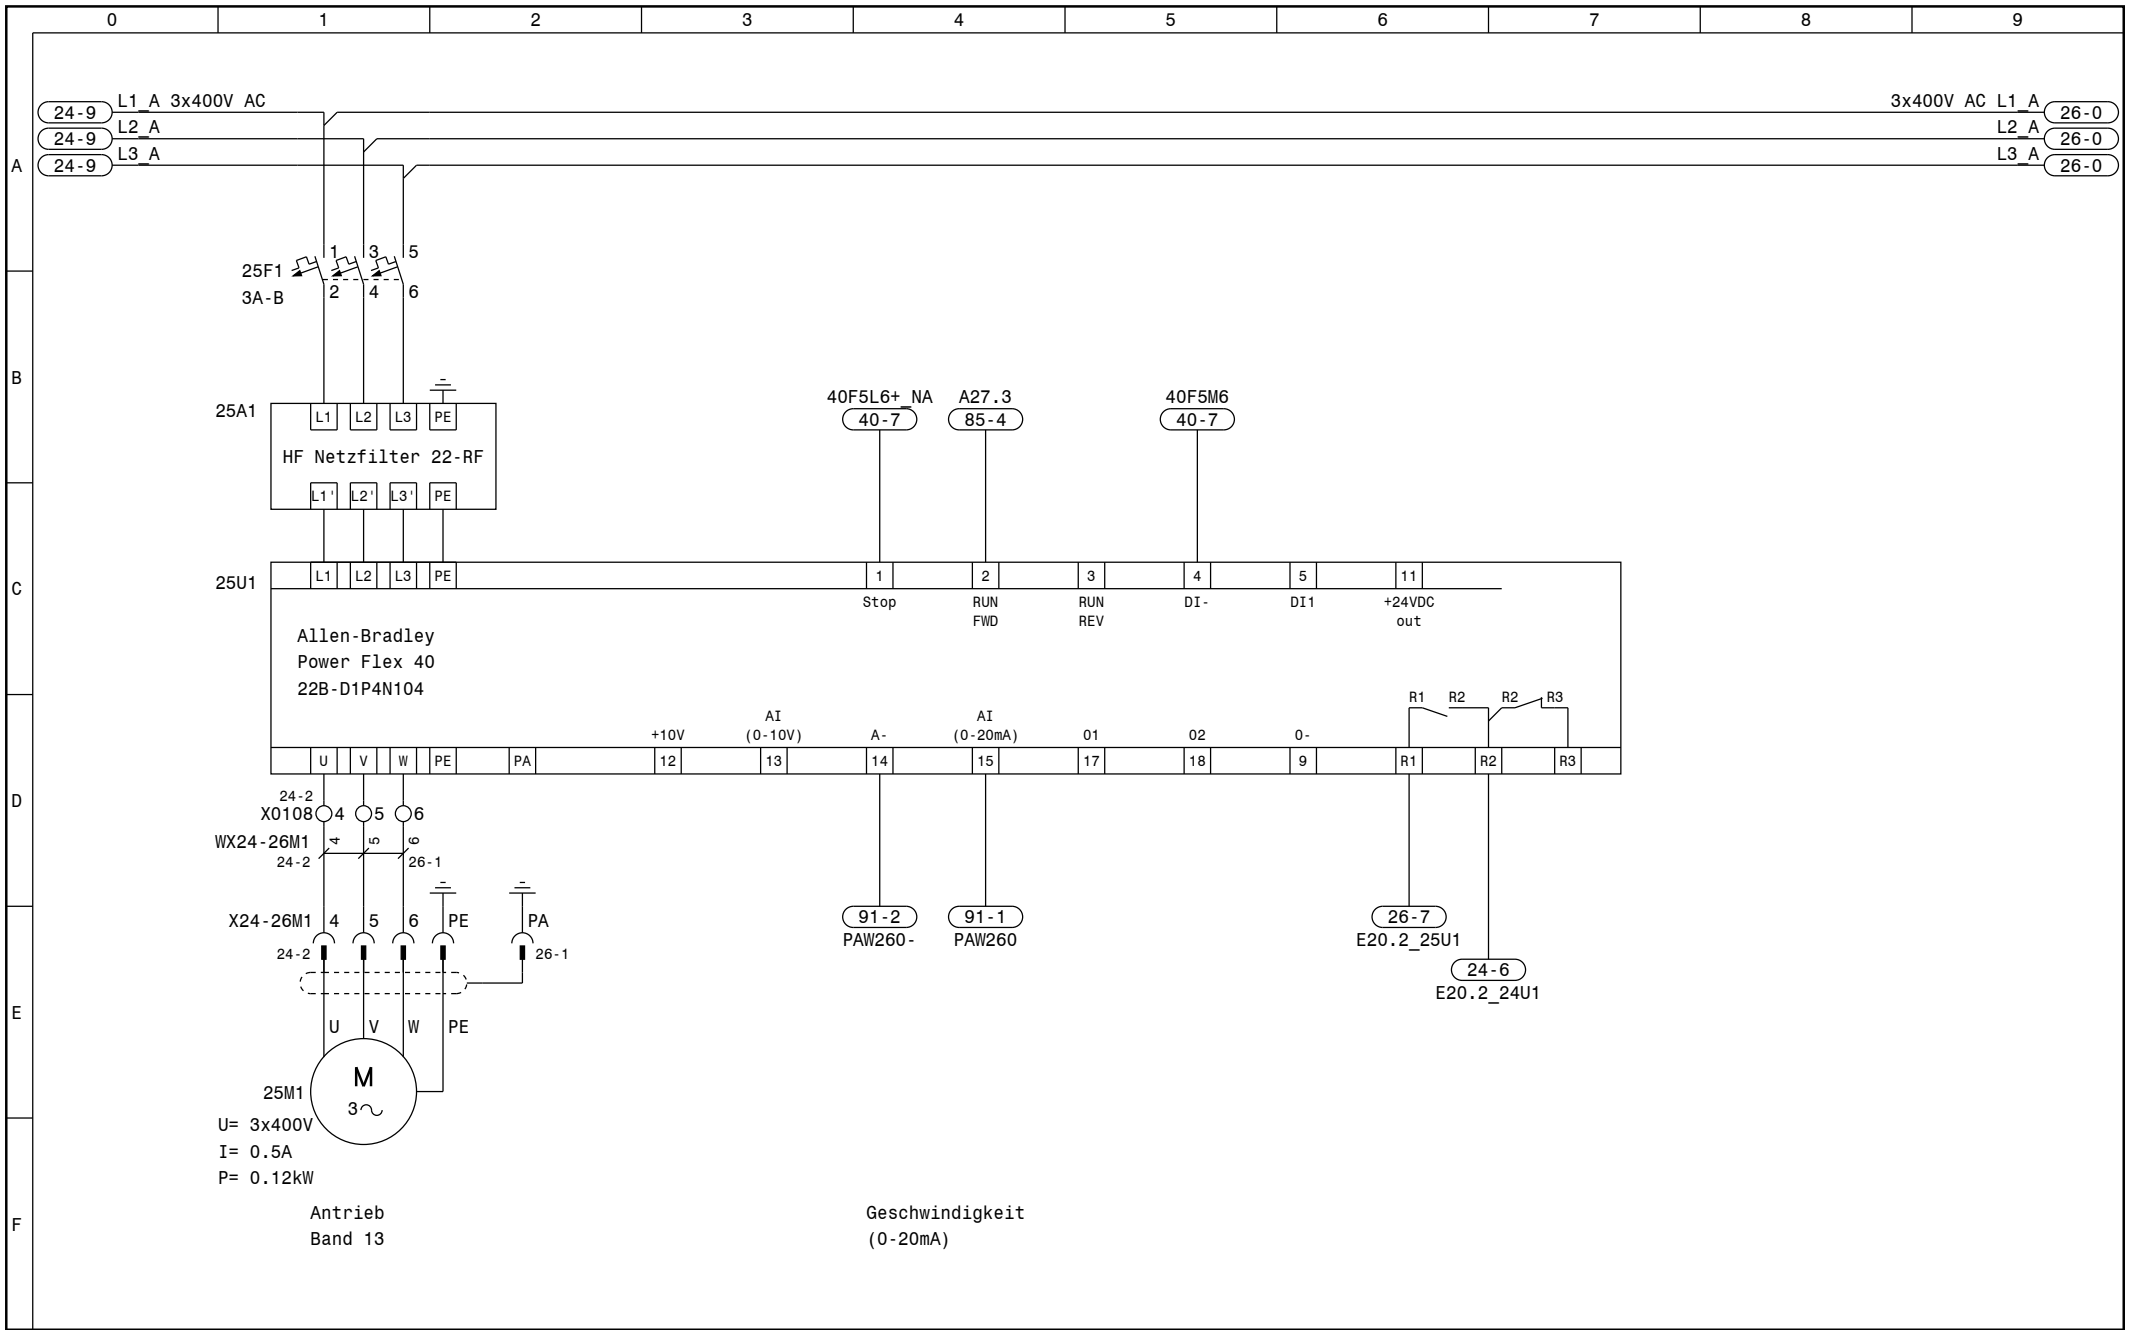 0 1 2 3 4 5 6 7 8 9
L1_A 3x400V AC
24-9
3x400V AC L1_A
26-0
L2_A
24-9
L2_A
26-0
L3_A
24-9
L3_A
26-0
A
1 3 5
25F1
3A-B
2 4 6
B
40F5L6+_NA
A27.3
40F5M6
40-7
85-4
40-7
25A1
L1 L2 L3 PE
HF Netzfilter 22-RF
L1' L2' L3' PE
C
25U1
L1 L2 L3 PE 1 2 3 4 5 11
Stop
RUN
FWD
RUN
REV
DI-
DI1
+24VDC
out
Allen-Bradley
Power Flex 40
22B-D1P4N104
R1 R2 R2 R3
+10V
AI
(0-10V)
A-
AI
(0-20mA)
O1
O2
O-
U V W PE PA 12 13 14 15 17 18 9 R1 R2 R3
D
24-2
X0108 4 5 6
WX24-26M1 4 5 6
24-2
26-1
X24-26M1 4 5 6 PE PA
24-2
26-1
91-2
PAW260-
91-1
PAW260
26-7
E20.2_25U1
24-6
E20.2_24U1
E
U V W PE
M
3
25M1
U= 3x400V
I= 0.5A
P= 0.12kW
F
Antrieb
Band 13
Geschwindigkeit
(0-20mA)